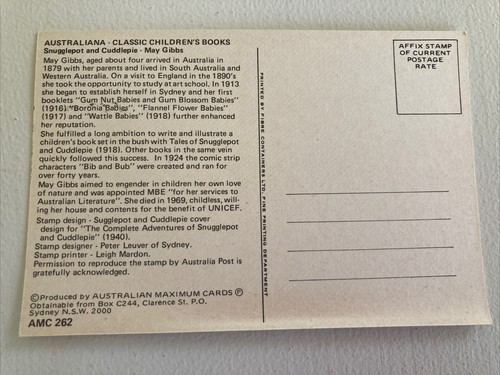 AUSTRALIANA - CLASSIC CHILDREN'S BOOKS
Snugglepot and Cuddlepie - May Gibbs
May Gibbs, aged about four arrived in Australia in
1879 with her parents and lived in South Australia and
Western Australia. On a visit to England in the 1890's
she took the opportunity to study at art school. In 1913
she began to establish herself in Sydney and her first
booklets "Gum Nut Babies and Gum Blossom Babies"
(1916) "Boronia Babies", "Flannel Flower Babies"
(1917) and "Wattle Babies" (1918) further enhanced
her reputation.
She fulfilled a long ambition to write and illustrate a
children's book set in the bush with Tales of Snugglepot
and Cuddlepie (1918). Other books in the same vein
quickly followed this success. In 1924 the comic strip
characters "Bib and Bub" were created and ran for
over forty years.
May Gibbs aimed to engender in children her own love
of nature and was appointed MBE "for her services to
Australian Literature". She died in 1969, childless, will-
ing her house and contents for the benefit of UNICEF.
Stamp design - Sugglepot and Cuddlepie cover
design for "The Complete Adventures of Snugglepot
and Cuddlepie" (1940).
Stamp designer - Peter Leuver of Sydney.
Stamp printer - Leigh Mardon.
Permission to reproduce the stamp by Australia Post is
gratefully acknowledged.
©Produced by AUSTRALIAN MAXIMUM CARDS Ⓟ
Obtainable from Box C244, Clarence St. P.O.
Sydney N.S.W. 2000
AMC 262
PRINTED BY FIBRE CONTAINERS LTD. FINE PRINTING DEPARTMENT
AFFIX STAMP
OF CURRENT
POSTAGE
RATE